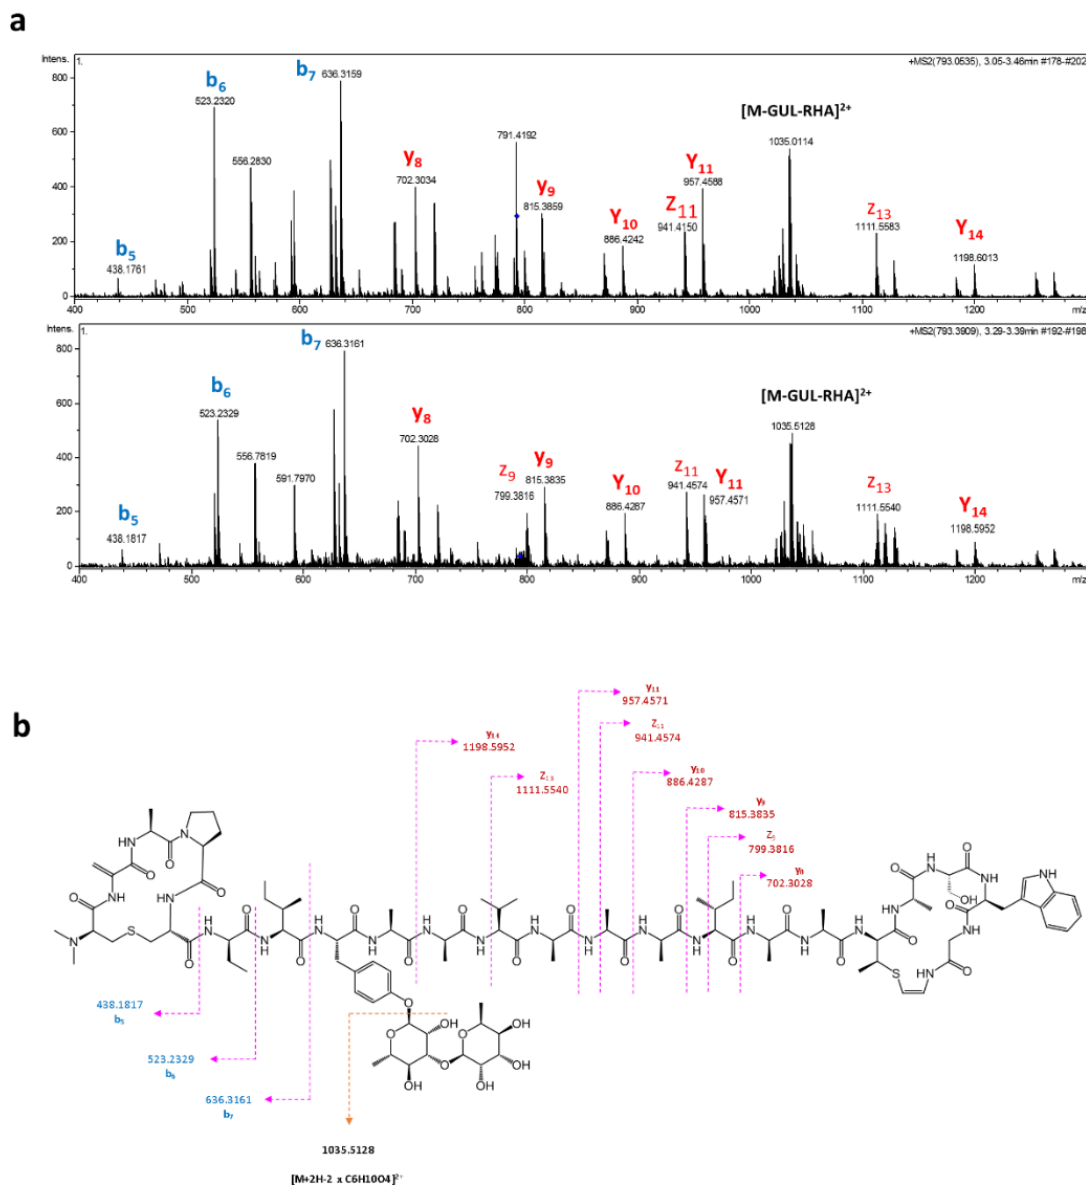 a
Intens. 1. +MS2(793.0535), 3.05-3.46min #178-#202
800
600
400
200
0
b5
438.1761
b6
523.2320
556.2830
b7 636.3159
y8
702.3034
791.4192
y9
815.3859
Y10
886.4242
Z11
941.4150
Y11
957.4588
[M-GUL-RHA]2+
1035.0114
Z13
1111.5583
Y14
1198.6013
400 500 600 700 800 900 1000 1100 1200 m/z
Intens. 1. +MS2(793.3909), 3.29-3.39min #192-#198
800
600
400
200
0
b5
438.1817
b6
523.2329
556.7819
591.7970
b7 636.3161
y8
702.3028
Z9
799.3816
y9
815.3835
Y10
886.4287
Z11
941.4574
Y11
957.4571
[M-GUL-RHA]2+
1035.5128
Z13
1111.5540
Y14
1198.5952
400 500 600 700 800 900 1000 1100 1200 m/z
b
y11
957.4571
Z11
941.4574
y14
1198.5952
Z13
1111.5540
y10
886.4287
y9
815.3835
Z9
799.3816
y8
702.3028
438.1817
b5
523.2329
b6
636.3161
b7
1035.5128
[M+2H-2 x C6H10O4]2+